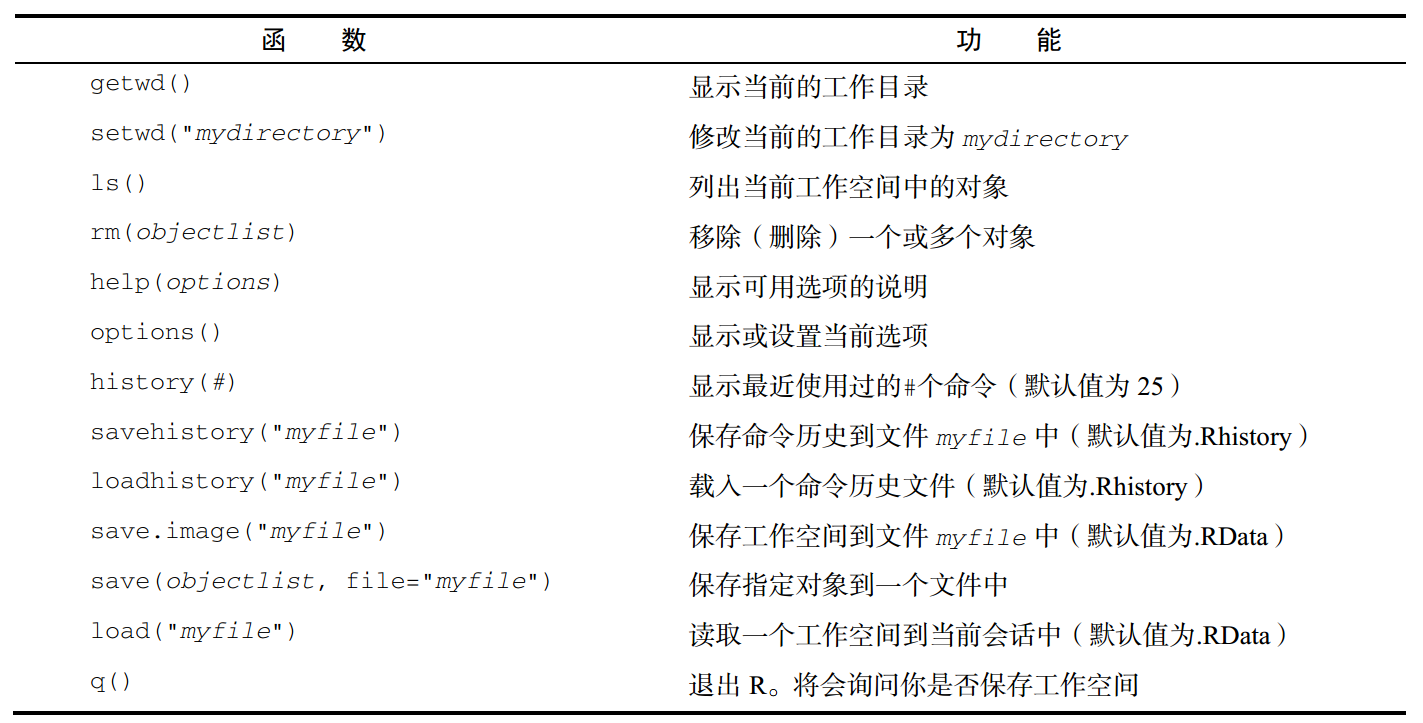 函 数 功 能
getwd() 显示当前的工作目录
setwd("mydirectory") 修改当前的工作目录为 mydirectory
ls() 列出当前工作空间中的对象
rm(objectlist) 移除（删除）一个或多个对象
help(options) 显示可用选项的说明
options() 显示或设置当前选项
history(#) 显示最近使用过的#个命令（默认值为 25）
savehistory("myfile") 保存命令历史到文件 myfile 中（默认值为.Rhistory）
loadhistory("myfile") 载入一个命令历史文件（默认值为.Rhistory）
save.image("myfile") 保存工作空间到文件 myfile 中（默认值为.RData）
save(objectlist, file="myfile") 保存指定对象到一个文件中
load("myfile") 读取一个工作空间到当前会话中（默认值为.RData）
q() 退出 R。将会询问你是否保存工作空间